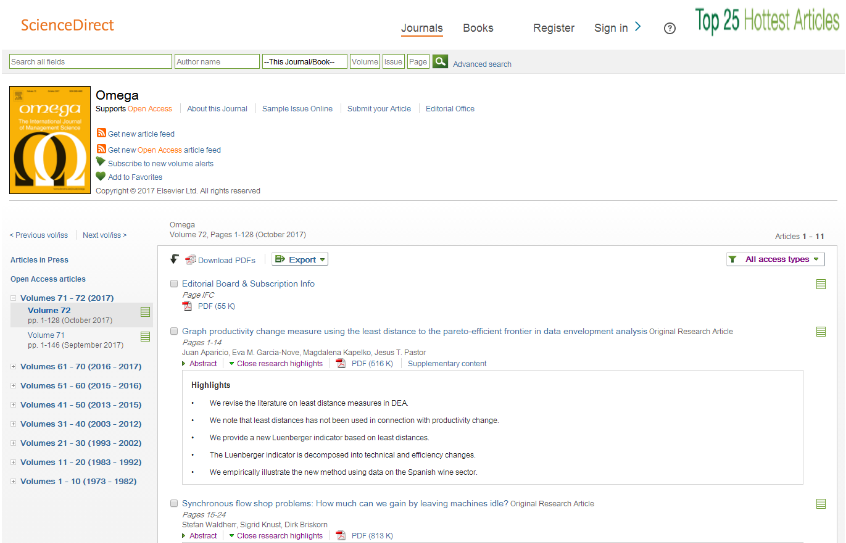 ScienceDirect
Journals Books Register Sign in > ? Top 25 Hottest Articles
Search all fields Author name --This Journal/Book-- Volume Issue Page Advanced search
omega
The International Journal
of Management Science
Omega
Supports Open Access About this Journal Sample Issue Online Submit your Article Editorial Office
Get new article feed
Get new Open Access article feed
Subscribe to new volume alerts
Add to Favorites
Copyright © 2017 Elsevier Ltd. All rights reserved
< Previous vol/iss Next vol/iss >
Articles in Press
Open Access articles
Volumes 71 - 72 (2017)
Volume 72
pp. 1-128 (October 2017)
Volume 71
pp. 1-146 (September 2017)
Volumes 61 - 70 (2016 - 2017)
Volumes 51 - 60 (2015 - 2016)
Volumes 41 - 50 (2013 - 2015)
Volumes 31 - 40 (2003 - 2012)
Volumes 21 - 30 (1993 - 2002)
Volumes 11 - 20 (1983 - 1992)
Volumes 1 - 10 (1973 - 1982)
Omega
Volume 72, Pages 1-128 (October 2017)
Articles 1 - 11
Download PDFs Export All access types
Editorial Board & Subscription Info
Page IFC
PDF (55 K)
Graph productivity change measure using the least distance to the pareto-efficient frontier in data envelopment analysis Original Research Article
Pages 1-14
Juan Aparicio, Eva M. Garcia-Nove, Magdalena Kapelko, Jesus T. Pastor
Abstract Close research highlights PDF (516 K) Supplementary content
Highlights
• We revise the literature on least distance measures in DEA.
• We note that least distances has not been used in connection with productivity change.
• We provide a new Luenberger indicator based on least distances.
• The Luenberger indicator is decomposed into technical and efficiency changes.
• We empirically illustrate the new method using data on the Spanish wine sector.
Synchronous flow shop problems: How much can we gain by leaving machines idle? Original Research Article
Pages 15-24
Stefan Waldherr, Sigrid Knust, Dirk Briskorn
Abstract Close research highlights PDF (813 K)